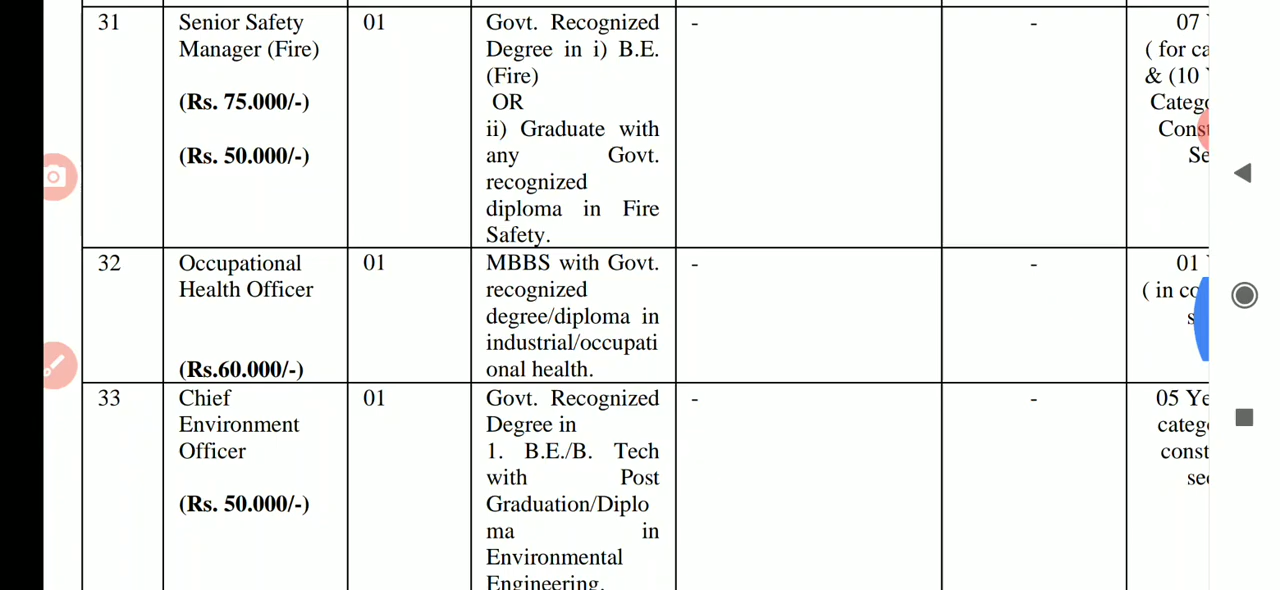 31
Senior Safety
Manager (Fire)
(Rs. 75.000/-)
(Rs. 50.000/-)
01
Govt. Recognized
Degree in i) B.E.
(Fire)
OR
ii) Graduate with
any Govt.
recognized
diploma in Fire
Safety.
-
-
07
( for
& (10
32
Occupational
Health Officer
(Rs.60.000/-)
01
MBBS with Govt.
recognized
degree/diploma in
industrial/occupati
onal health.
-
-
01
( in
33
Chief
Environment
Officer
(Rs. 50.000/-)
01
Govt. Recognized
Degree in
1. B.E./B. Tech
with Post
Graduation/Diplo
ma in
Environmental
Engineering.
-
-
05